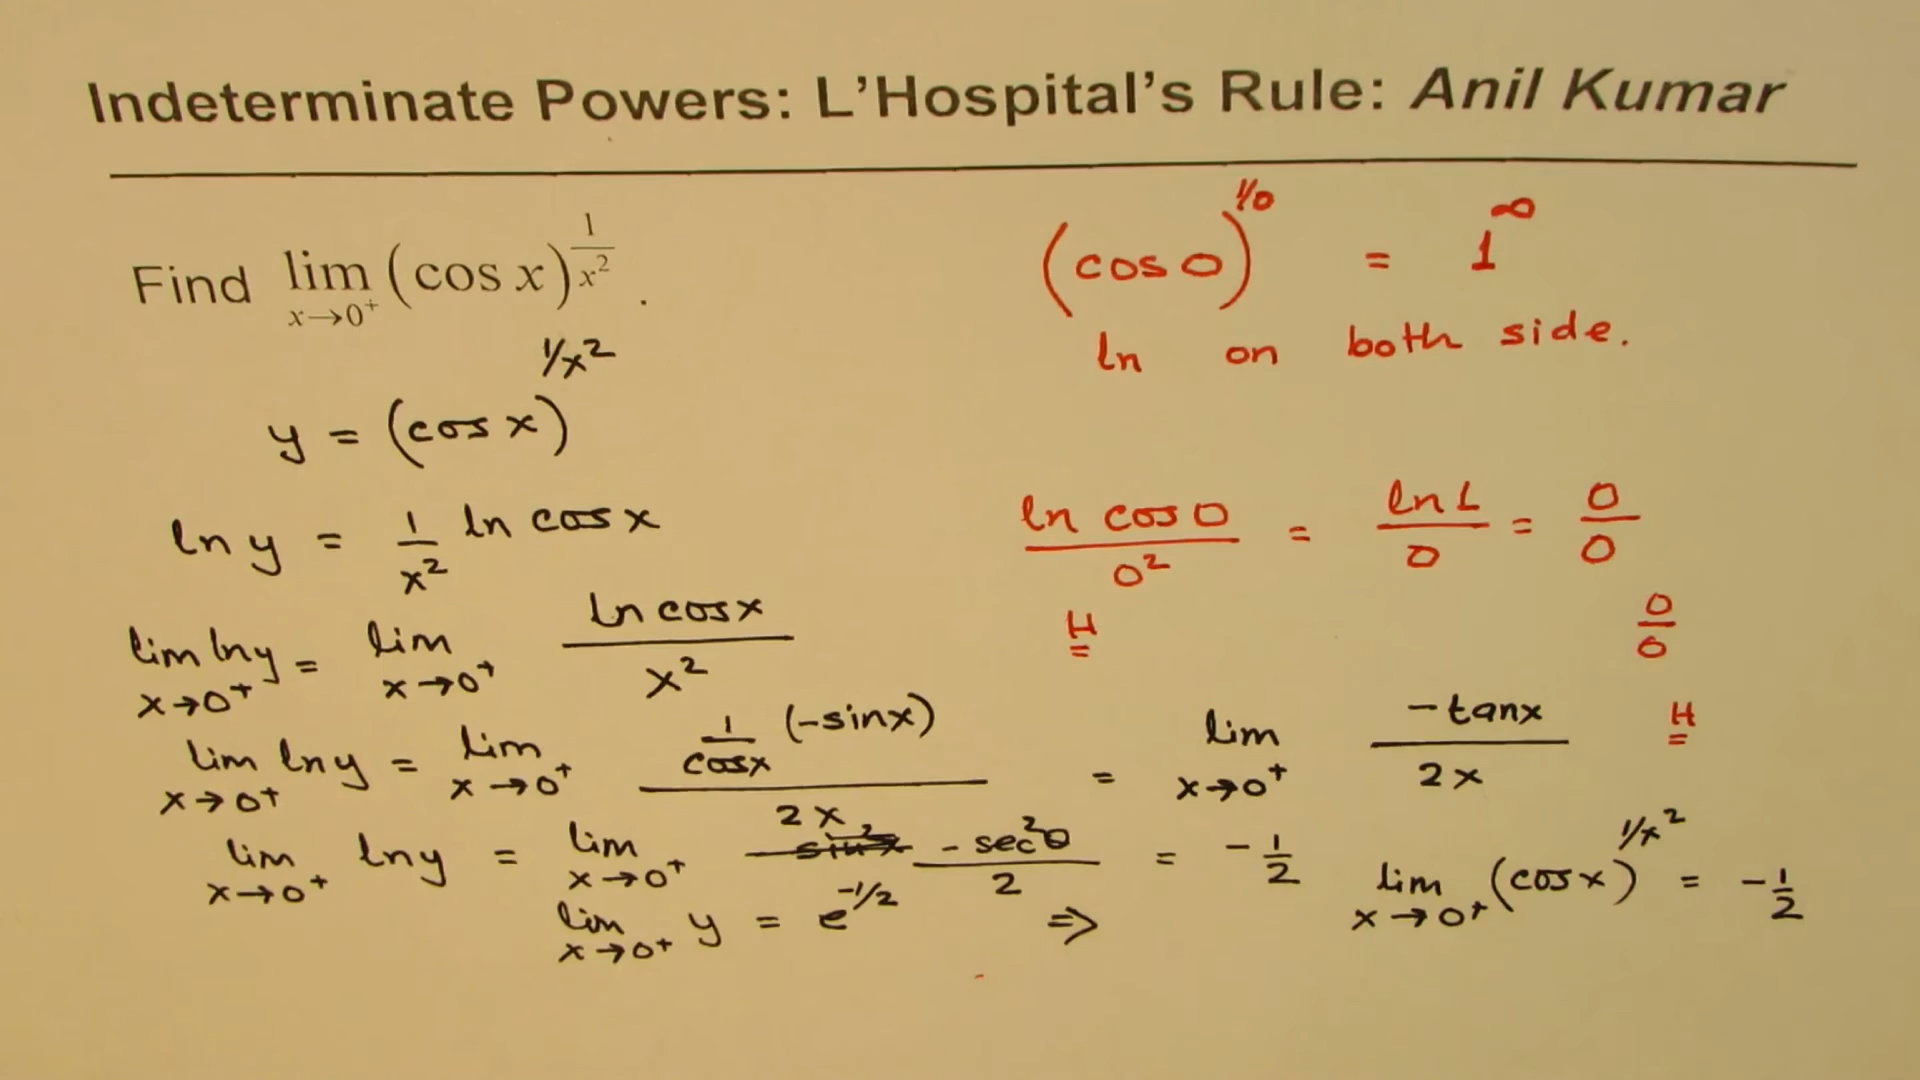 Indeterminate Powers: L'Hospital's Rule: Anil Kumar
Find lim x→0⁺ (cos x)^(1/x²).
(cos 0)^(1/0) = 1^∞
ln on both side.
y = (cos x)^(1/x²)
ln y = 1/x² ln cos x
ln cos 0 / 0² = ln 1 / 0 = 0/0
lim x→0⁺ ln y = lim x→0⁺ ln cos x / x²
H=
0/0
lim x→0⁺ ln y = lim x→0⁺ (1/cos x (-sin x)) / 2x = lim x→0⁺ -tan x / 2x
H=
lim x→0⁺ ln y = lim x→0⁺ -sec²θ / 2 = -1/2
lim x→0⁺ y = e^(-1/2) ⇒ lim x→0⁺ (cos x)^(1/x²) = -1/2